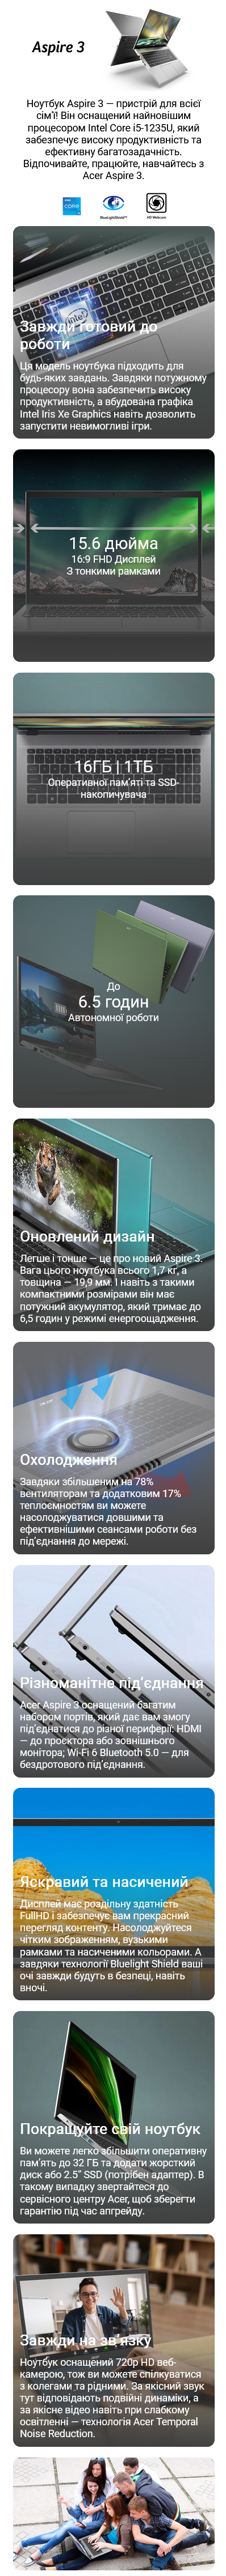 Aspire 3
Ноутбук Aspire 3 — пристрій для всієї
сім'ї! Він оснащений найновішим
процесором Intel Core i5-1235U, який
забезпечує високу продуктивність та
ефективну багатозадачність.
Відпочивайте, працюйте, навчайтесь з
Acer Aspire 3.
intel
CORE
i5
BlueLightShield™
HD Webcam
intel
Завжди готовий до
роботи
Ця модель ноутбука підходить для
будь-яких завдань. Завдяки потужному
процесору вона забезпечить високу
продуктивність, а вбудована графіка
Intel Iris Xe Graphics навіть дозволить
запустити невимогливі ігри.
15.6 дюйма
16:9 FHD Дисплей
З тонкими рамками
acer
16ГБ і 1ТБ
Оперативної пам'яті та SSD-
накопичувача
До
6.5 годин
Автономної роботи
Оновлений дизайн
Легше і тонше — це про новий Aspire 3.
Вага цього ноутбука всього 1,7 кг, а
товщина — 19,9 мм. І навіть з такими
компактними розмірами він має
потужний акумулятор, який тримає до
6,5 годин у режимі енергоощадження.
Охолодження
Завдяки збільшеним на 78%
вентиляторам та додатковим 17%
теплоємностям ви можете
насолоджуватися довшими та
ефективнішими сеансами роботи без
під'єднання до мережі.
Різноманітне під'єднання
Acer Aspire 3 оснащений багатим
набором портів, який дає вам змогу
під'єднатися до різної периферії: HDMI
— до проєктора або зовнішнього
монітора; Wi-Fi 6 Bluetooth 5.0 — для
бездротового під'єднання.
Яскравий та насичений
Дисплей має роздільну здатність
FullHD і забезпечує вам прекрасний
перегляд контенту. Насолоджуйтеся
чітким зображенням, вузькими
рамками та насиченими кольорами. А
завдяки технології Bluelight Shield ваші
очі завжди будуть в безпеці, навіть
вночі.
Покращуйте свій ноутбук
Ви можете легко збільшити оперативну
пам'ять до 32 ГБ та додати жорсткий
диск або 2.5" SSD (потрібен адаптер). В
такому випадку звертайтеся до
сервісного центру Acer, щоб зберегти
гарантію під час апгрейду.
Завжди на зв'язку
Ноутбук оснащений 720p HD веб-
камерою, тож ви можете спілкуватися
з колегами та рідними. За якісний звук
тут відповідають подвійні динаміки, а
за якісне відео навіть при слабкому
освітленні — технологія Acer Temporal
Noise Reduction.